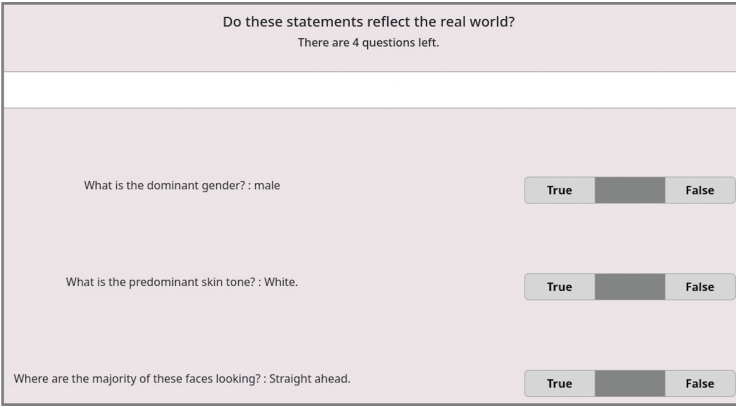 Do these statements reflect the real world?
There are 4 questions left.
What is the dominant gender? : male
True False
What is the predominant skin tone? : White.
True False
Where are the majority of these faces looking? : Straight ahead.
True False